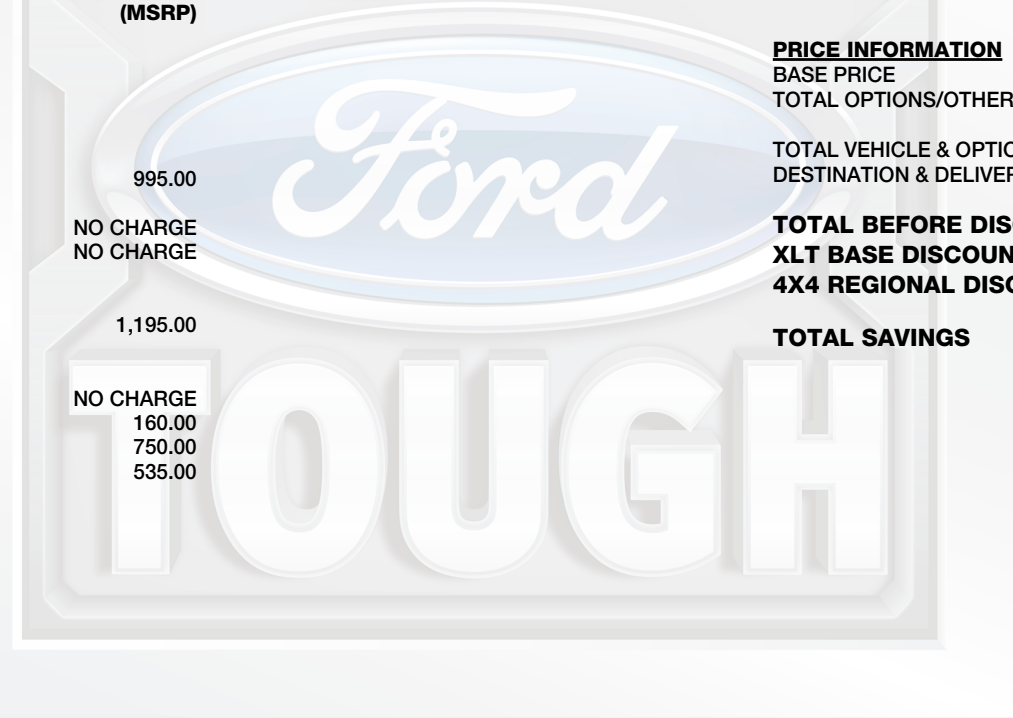 (MSRP)
995.00
NO CHARGE
NO CHARGE
1,195.00
NO CHARGE
160.00
750.00
535.00
PRICE INFORMATION
BASE PRICE
TOTAL OPTIONS/OTHER
TOTAL VEHICLE & OPTIO
DESTINATION & DELIVER
TOTAL BEFORE DISC
XLT BASE DISCOUN
4X4 REGIONAL DISC
TOTAL SAVINGS
Ford
TOUGH